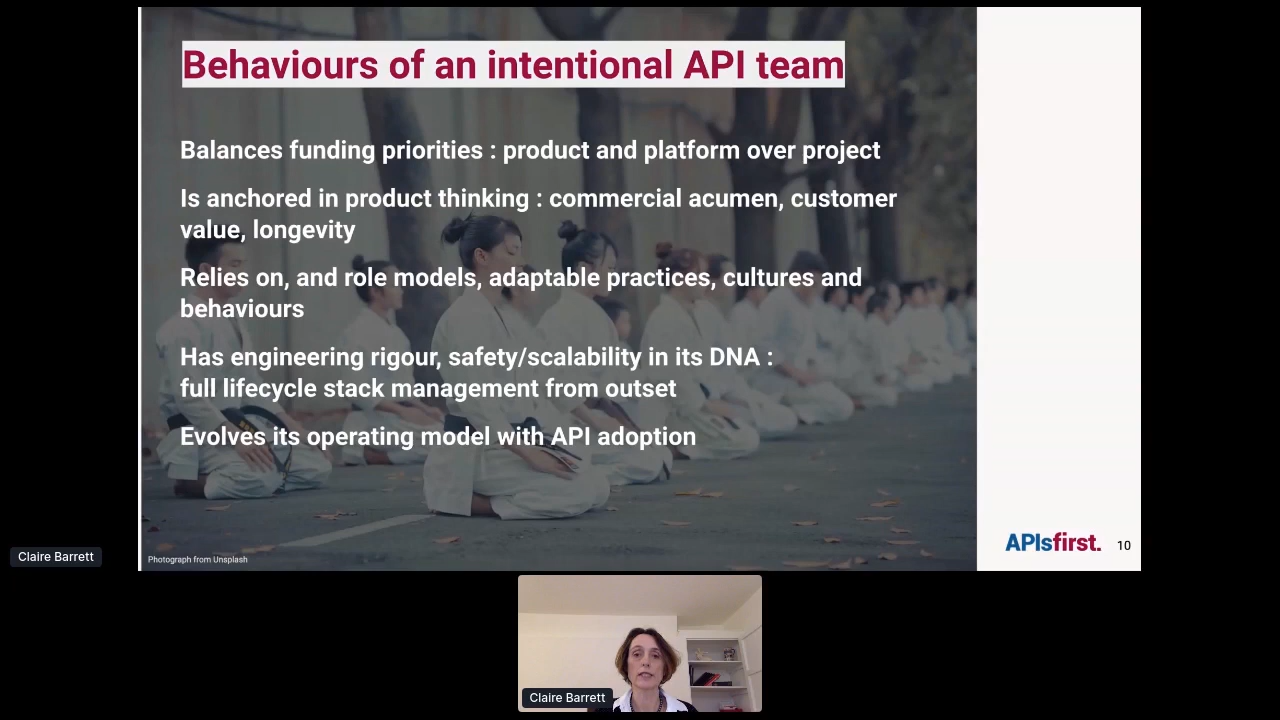 Behaviours of an intentional API team
Balances funding priorities : product and platform over project
Is anchored in product thinking : commercial acumen, customer
value, longevity
Relies on, and role models, adaptable practices, cultures and
behaviours
Has engineering rigour, safety/scalability in its DNA :
full lifecycle stack management from outset
Evolves its operating model with API adoption
Photograph from Unsplash
APIsfirst. 10
Claire Barrett
Claire Barrett